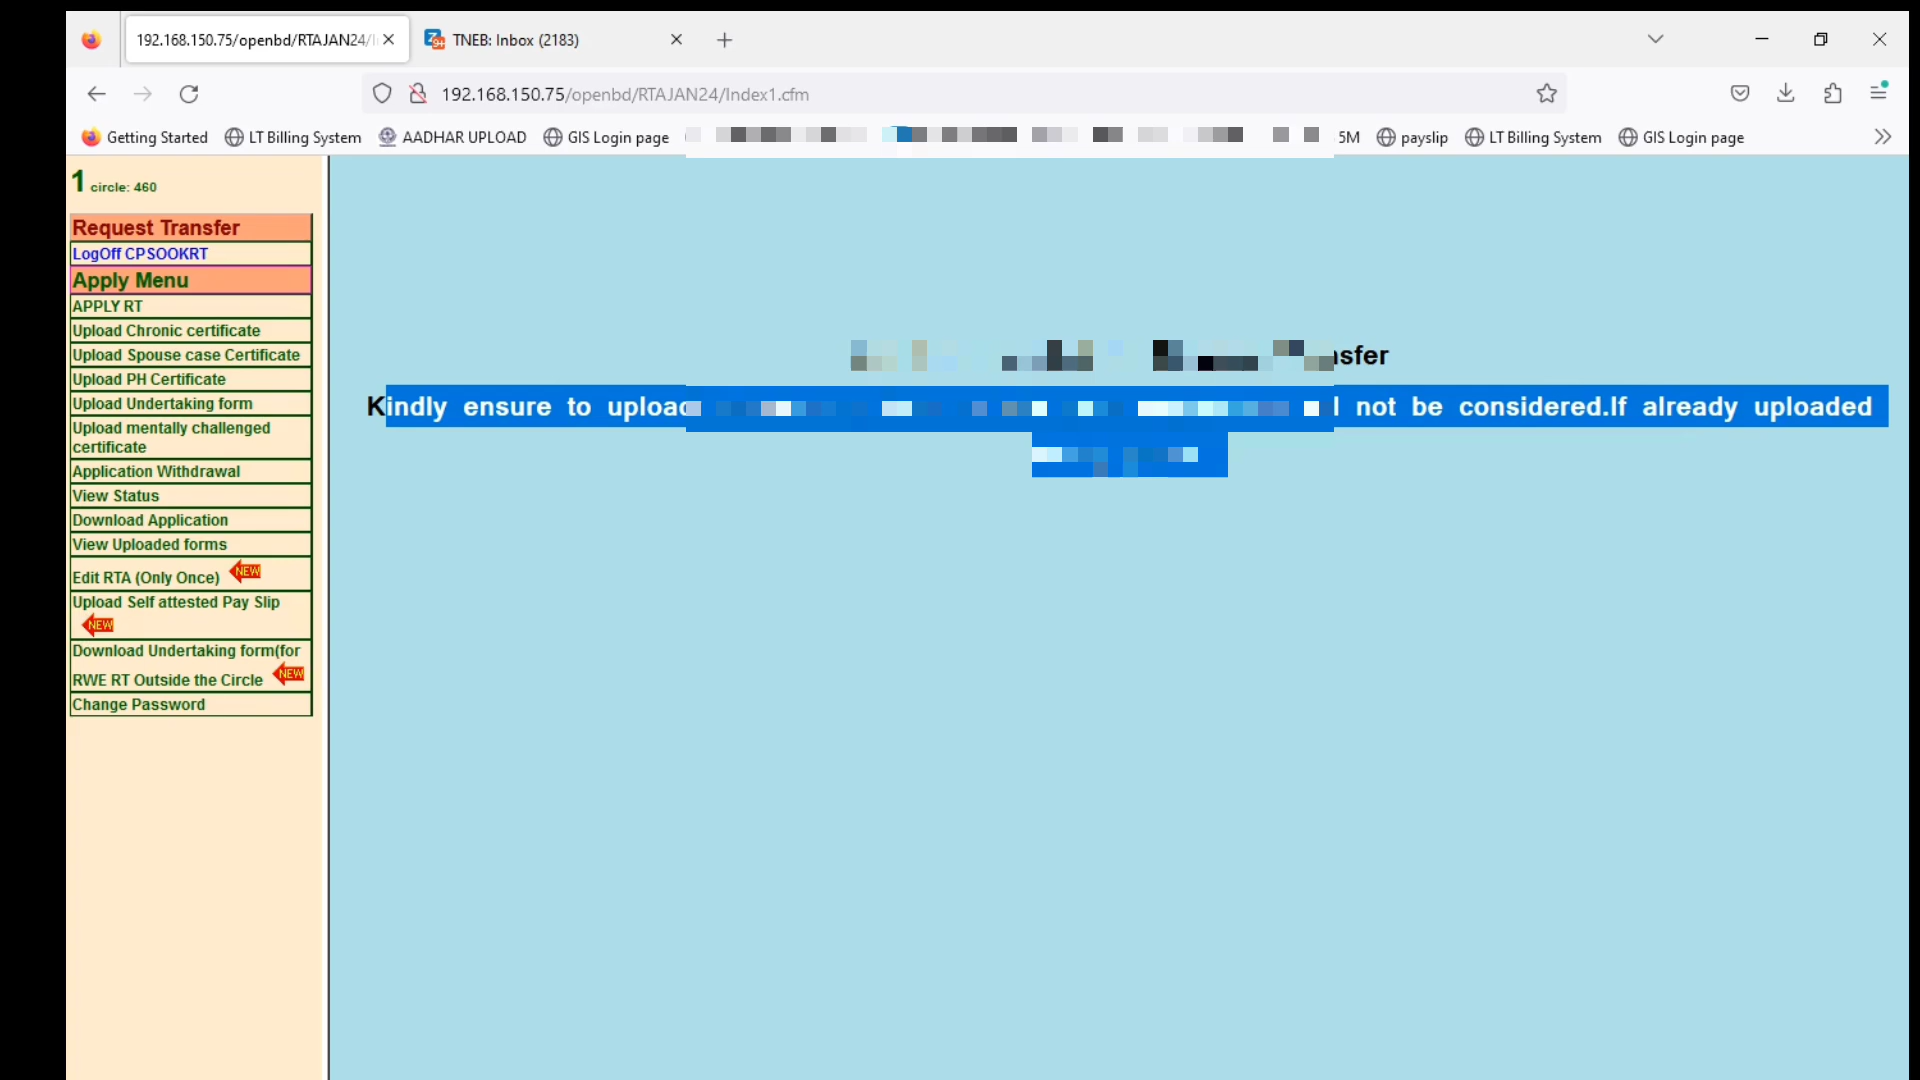 192.168.150.75/openbd/RTAJAN24/I
TNEB: Inbox (2183)
192.168.150.75/openbd/RTAJAN24/Index1.cfm
Getting Started LT Billing System AADHAR UPLOAD GIS Login page 5M payslip LT Billing System GIS Login page
1 circle: 460
Request Transfer
LogOff CPSOOKRT
Apply Menu
APPLY RT
Upload Chronic certificate
Upload Spouse case Certificate
Upload PH Certificate
Upload Undertaking form
Upload mentally challenged
certificate
Application Withdrawal
View Status
Download Application
View Uploaded forms
Edit RTA (Only Once) NEW
Upload Self attested Pay Slip
NEW
Download Undertaking form(for
RWE RT Outside the Circle NEW
Change Password
Kindly ensure to not be considered.If already uploaded